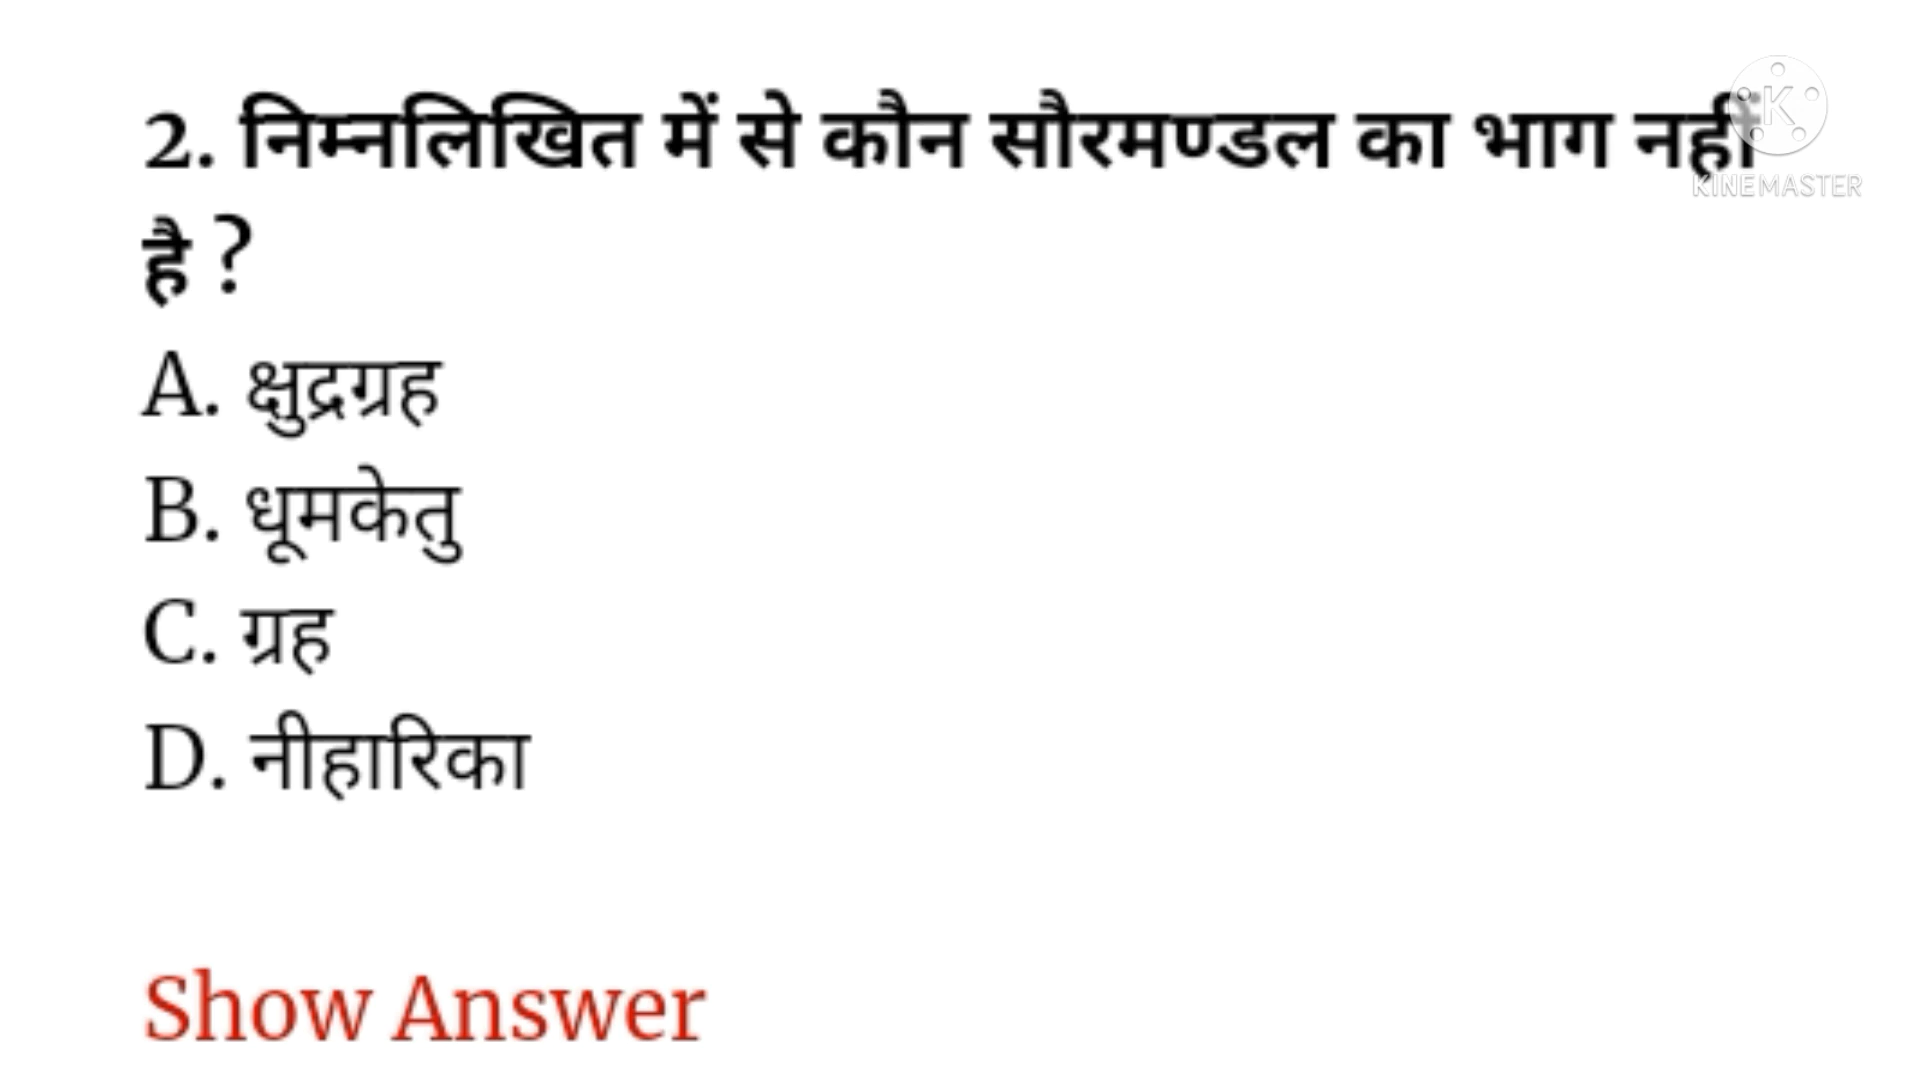 2. निम्नलिखित में से कौन सौरमण्डल का भाग नहीं
है ?
A. क्षुद्रग्रह
B. धूमकेतु
C. ग्रह
D. नीहारिका
Show Answer
K
KINEMASTER